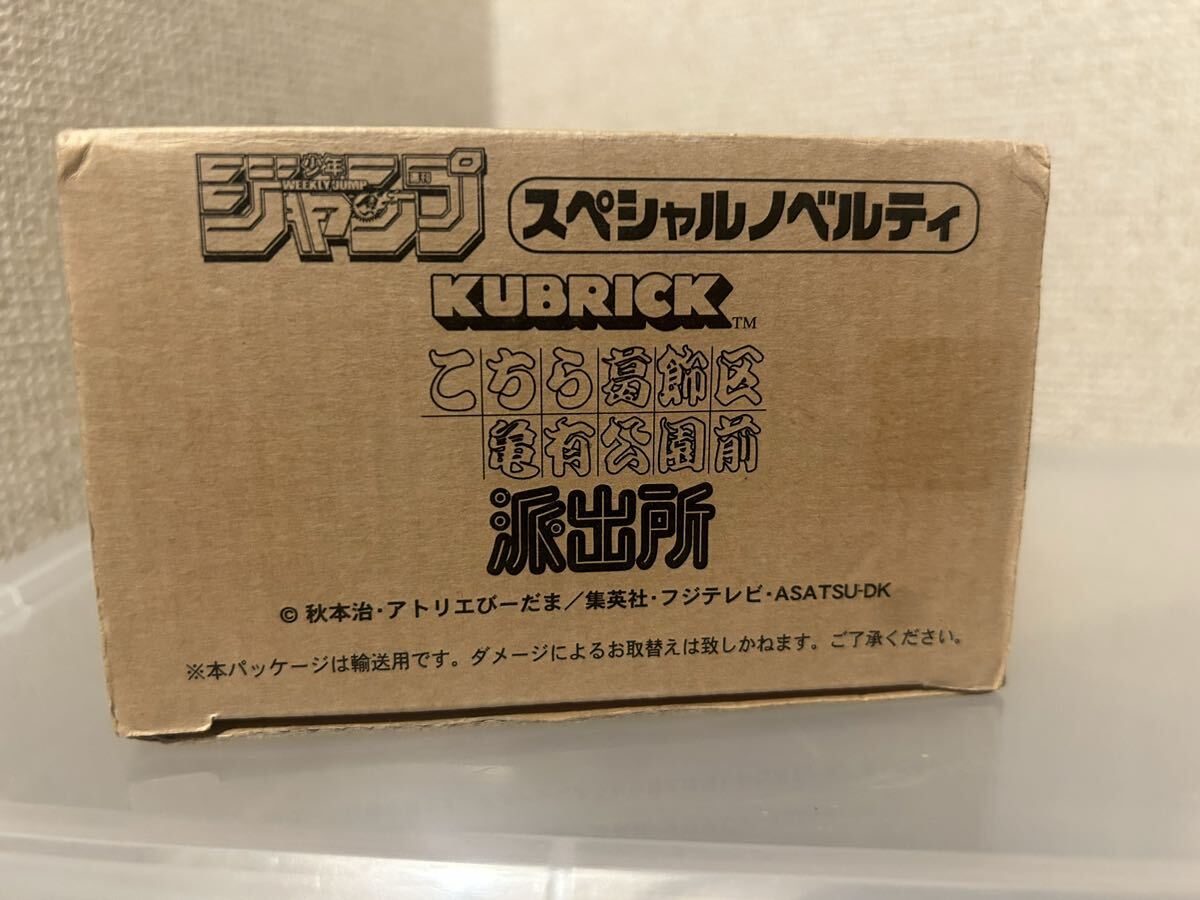 週刊少年ジャンプ
WEEKLY JUMP
スペシャルノベルティ
KUBRICK TM
こちら葛飾区
亀有公園前
派出所
© 秋本治・アトリエびーだま／集英社・フジテレビ・ASATSU-DK
※本パッケージは輸送用です。ダメージによるお取替えは致しかねます。ご了承ください。